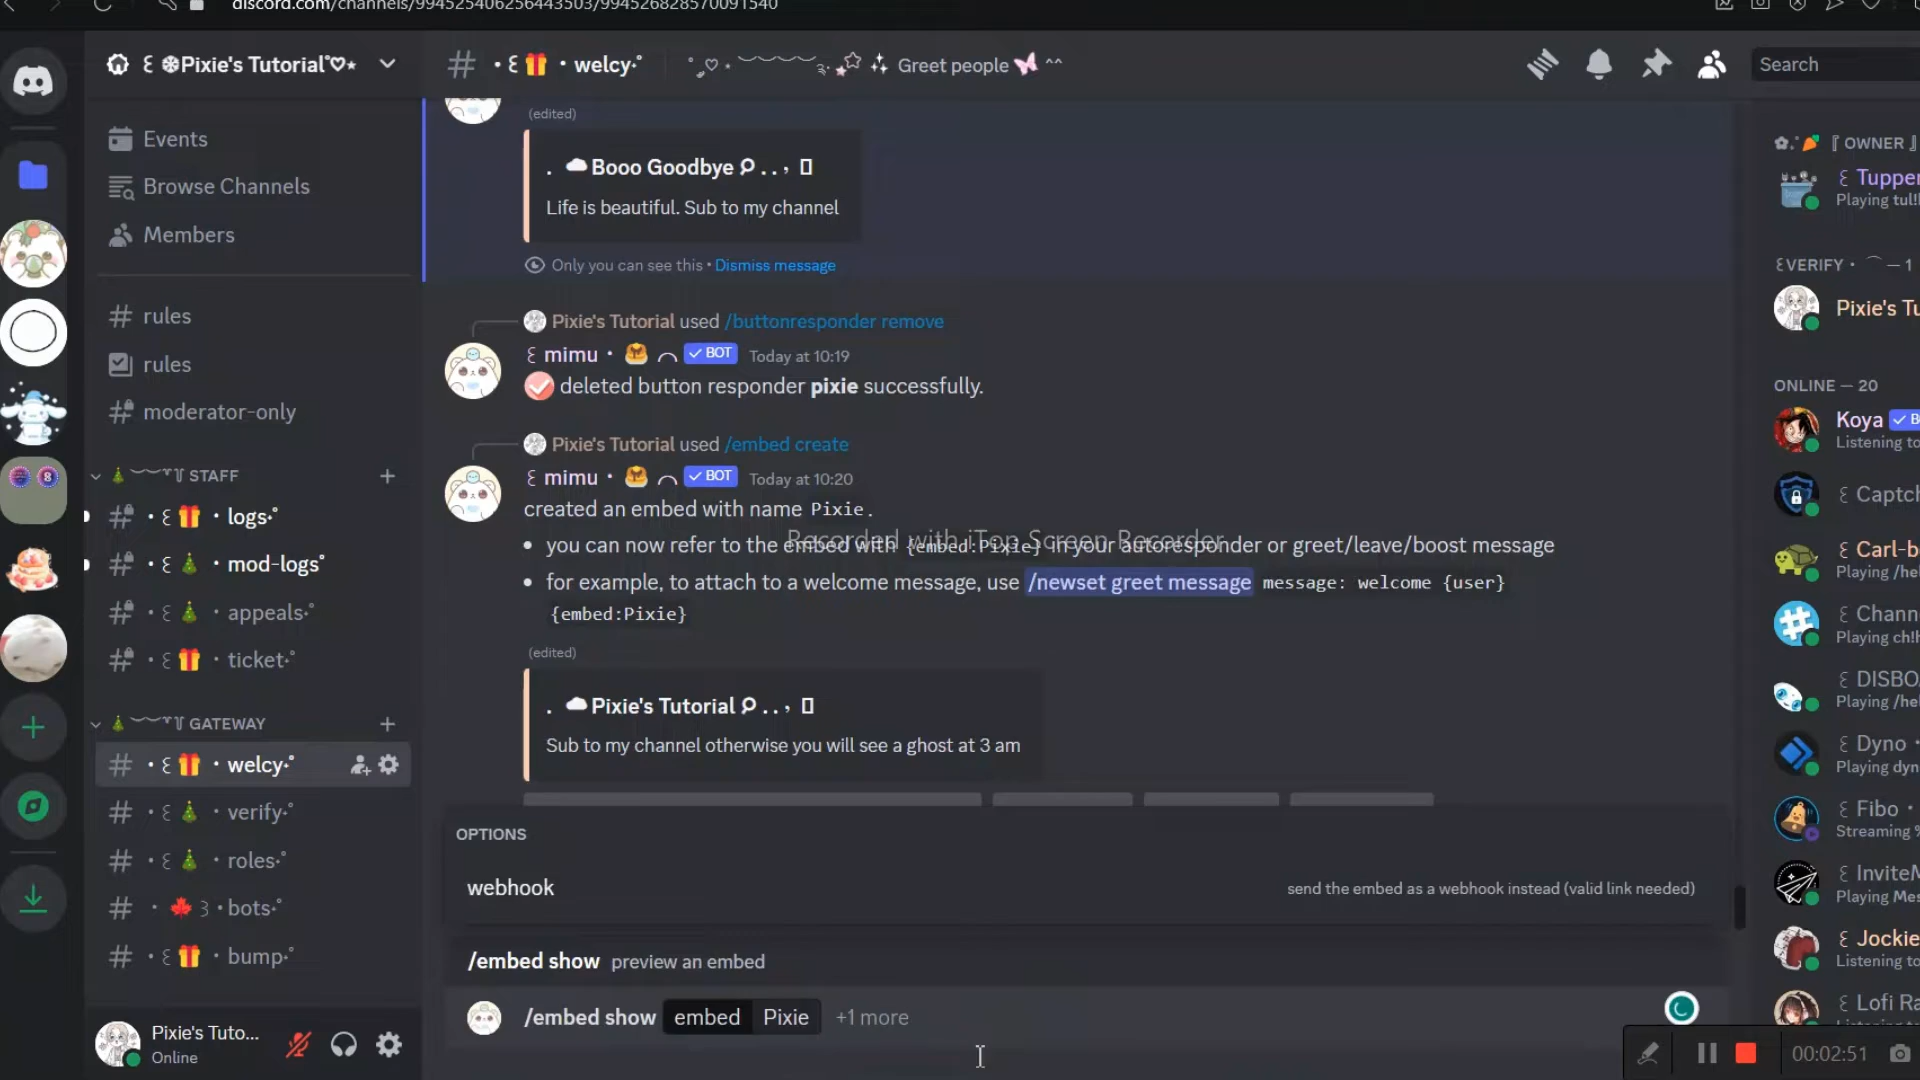 discord.com/channels/994525406256443503/994526828570091540
Pixie's Tutorial
welcy
Greet people ^^
Search
Events
Browse Channels
Members
rules
rules
moderator-only
STAFF
logs
mod-logs
appeals
ticket
GATEWAY
welcy
verify
roles
bots
bump
Pixie's Tuto...
Online
(edited)
. Booo Goodbye . . ,
Life is beautiful. Sub to my channel
Only you can see this • Dismiss message
Pixie's Tutorial used /buttonresponder remove
mimu • BOT Today at 10:19
deleted button responder pixie successfully.
Pixie's Tutorial used /embed create
mimu • BOT Today at 10:20
created an embed with name Pixie.
Recorded with iTop Screen Recorder
• you can now refer to the embed with {embed:Pixie} in your autoresponder or greet/leave/boost message
• for example, to attach to a welcome message, use /newset greet message message: welcome {user}
{embed:Pixie}
(edited)
. Pixie's Tutorial . . ,
Sub to my channel otherwise you will see a ghost at 3 am
OPTIONS
webhook send the embed as a webhook instead (valid link needed)
/embed show preview an embed
/embed show embed Pixie +1 more
OWNER
Tupper
Playing tul!
VERIFY • — 1
Pixie's Tu
ONLINE — 20
Koya
Listening to
Captch
Carl-b
Playing /hel
Chann
Playing ch!h
DISBO
Playing /hel
Dyno
Playing dyn
Fibo
Streaming
InviteM
Playing Mes
Jockie
Listening to
Lofi Ra
00:02:51